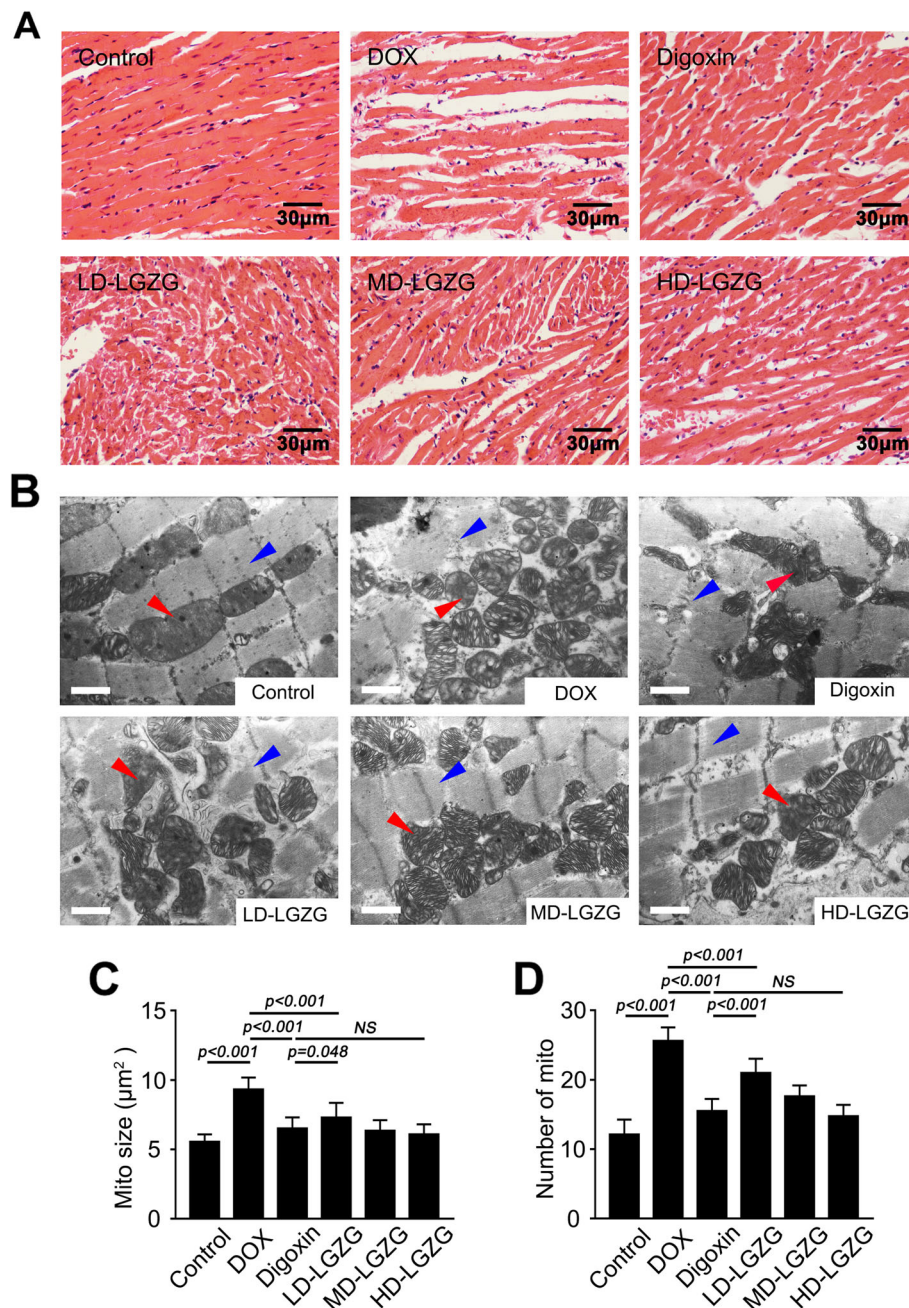 A
Control
DOX
Digoxin
30μm
30μm
30μm
LD-LGZG
MD-LGZG
HD-LGZG
30μm
30μm
30μm
B
Control
DOX
Digoxin
LD-LGZG
MD-LGZG
HD-LGZG
C
p<0.001
p<0.001
NS
p<0.001
p=0.048
15
10
5
0
Mito size (μm²)
Control
DOX
Digoxin
LD-LGZG
MD-LGZG
HD-LGZG
D
p<0.001
p<0.001
NS
p<0.001
p<0.001
30
20
10
0
Number of mito
Control
DOX
Digoxin
LD-LGZG
MD-LGZG
HD-LGZG